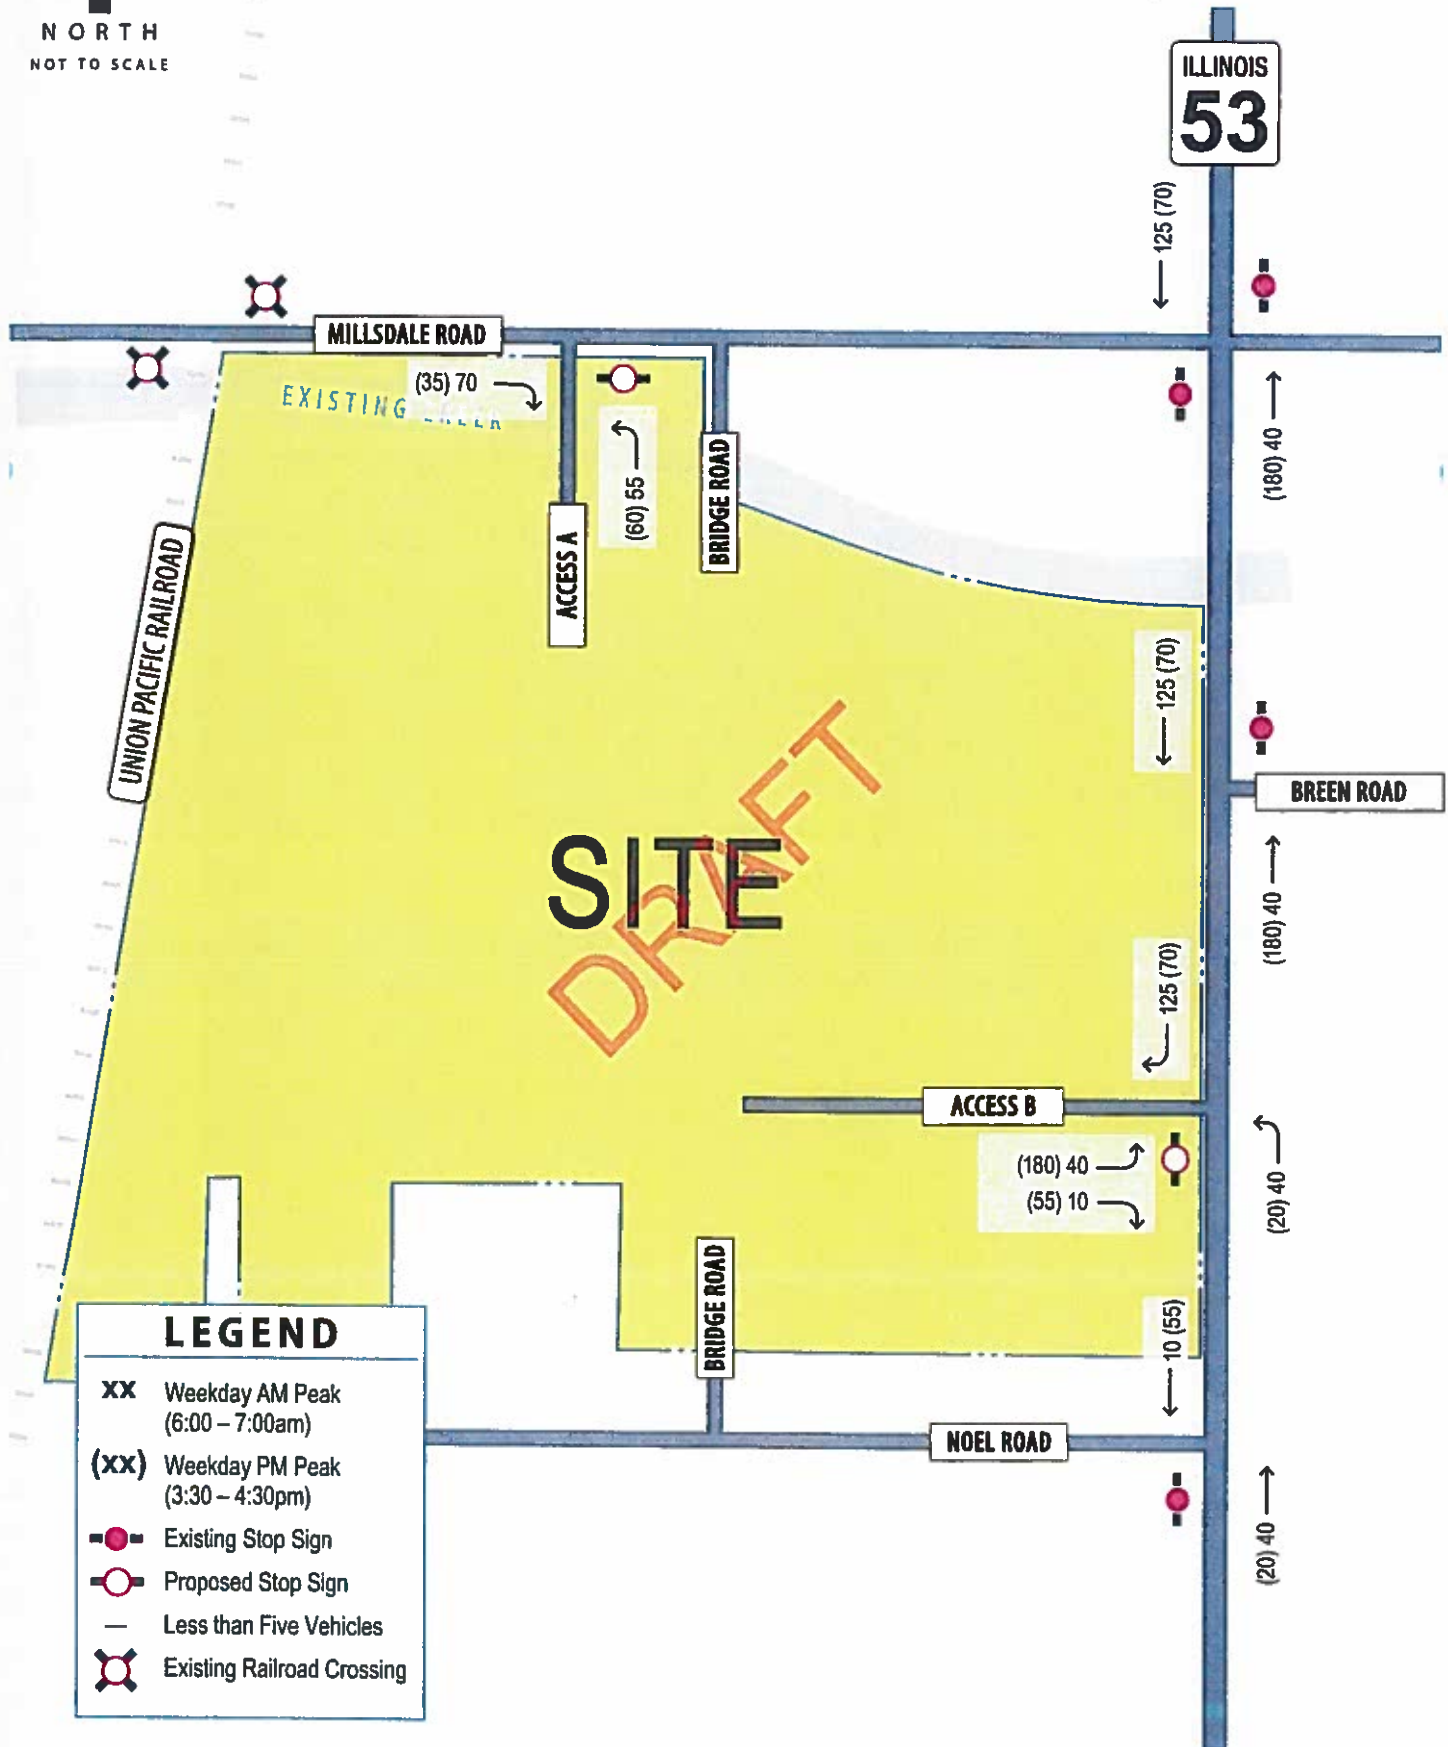 NORTH
NOT TO SCALE
ILLINOIS
53
125 (70)
MILLSDALE ROAD
(35) 70
EXISTING CREEK
(60) 55
BRIDGE ROAD
ACCESS A
(180) 40
UNION PACIFIC RAILROAD
125 (70)
BREEN ROAD
SITE
DRAFT
(180) 40
125 (70)
ACCESS B
(180) 40
(55) 10
(20) 40
BRIDGE ROAD
10 (55)
NOEL ROAD
(20) 40
LEGEND
XX Weekday AM Peak
(6:00 – 7:00am)
(XX) Weekday PM Peak
(3:30 – 4:30pm)
Existing Stop Sign
Proposed Stop Sign
— Less than Five Vehicles
Existing Railroad Crossing